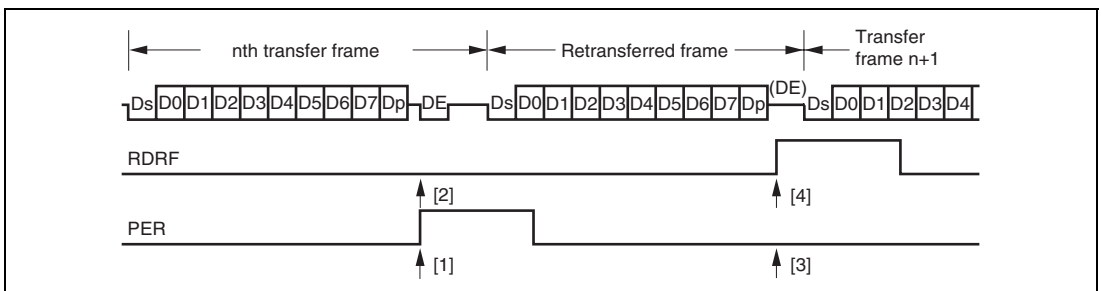 nth transfer frame Retransferred frame Transfer
frame n+1
Ds D0 D1 D2 D3 D4 D5 D6 D7 Dp DE Ds D0 D1 D2 D3 D4 D5 D6 D7 Dp (DE) Ds D0 D1 D2 D3 D4
RDRF
[2] [4]
PER
[1] [3]